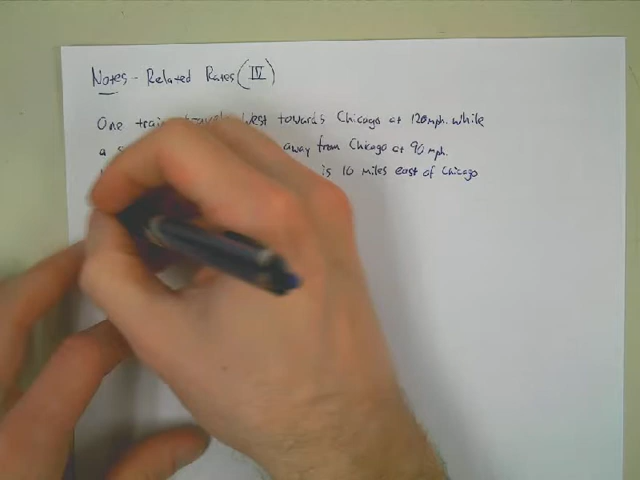 Notes - Related Rates (IV)
One train travels West towards Chicago at 120mph. while
a away from Chicago at 90 mph.
is 10 miles east of Chicago